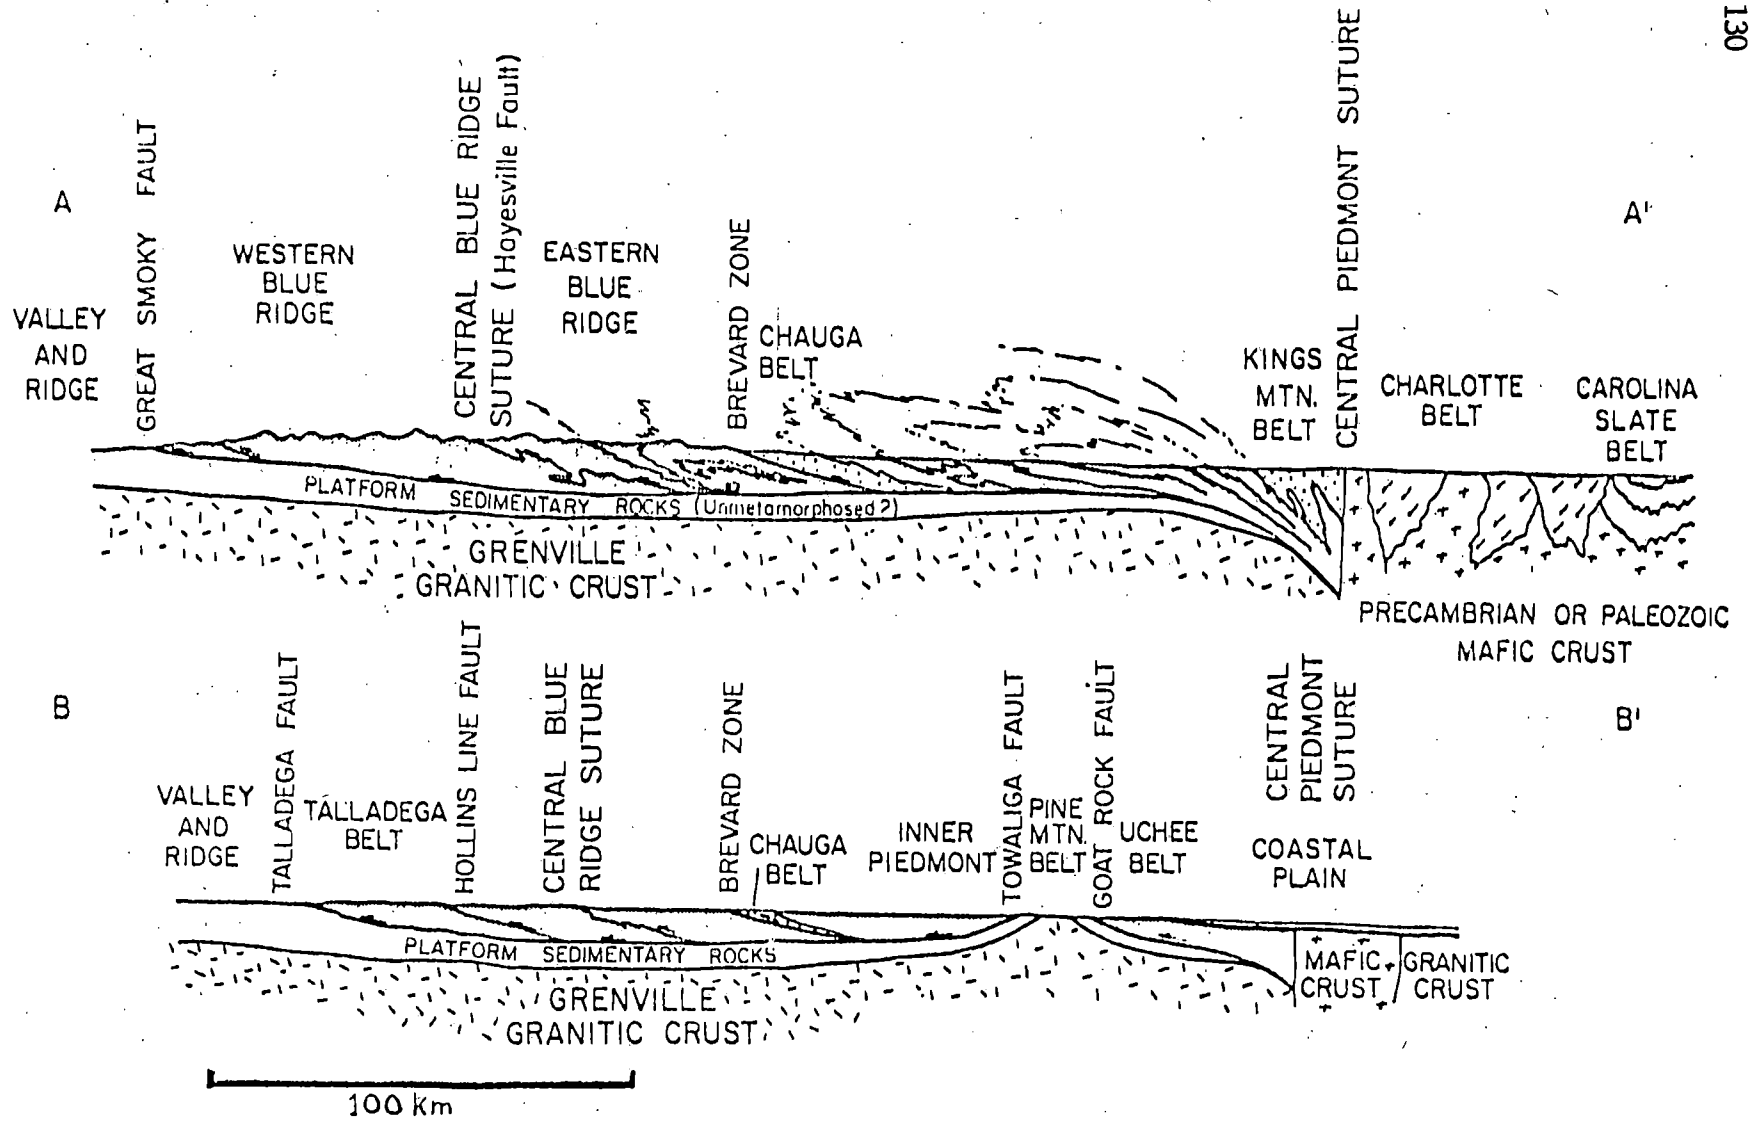 130
A
A'
VALLEY
AND
RIDGE
GREAT SMOKY FAULT
WESTERN
BLUE
RIDGE
CENTRAL BLUE RIDGE
SUTURE (Hayesville Fault)
EASTERN
BLUE
RIDGE
BREVARD ZONE
CHAUGA
BELT
KINGS
MTN.
BELT
CENTRAL PIEDMONT SUTURE
CHARLOTTE
BELT
CAROLINA
SLATE
BELT
PLATFORM SEDIMENTARY ROCKS (Unmetamorphosed?)
GRENVILLE
GRANITIC CRUST
PRECAMBRIAN OR PALEOZOIC
MAFIC CRUST
B
B'
VALLEY
AND
RIDGE
TALLADEGA FAULT
TALLADEGA
BELT
HOLLINS LINE FAULT
CENTRAL BLUE
RIDGE SUTURE
BREVARD ZONE
CHAUGA
BELT
INNER
PIEDMONT
TOWALIGA FAULT
PINE
MTN.
BELT
GOAT ROCK FAULT
UCHEE
BELT
CENTRAL
PIEDMONT
SUTURE
COASTAL
PLAIN
PLATFORM SEDIMENTARY ROCKS
GRENVILLE
GRANITIC CRUST
MAFIC
CRUST
GRANITIC
CRUST
100 Km